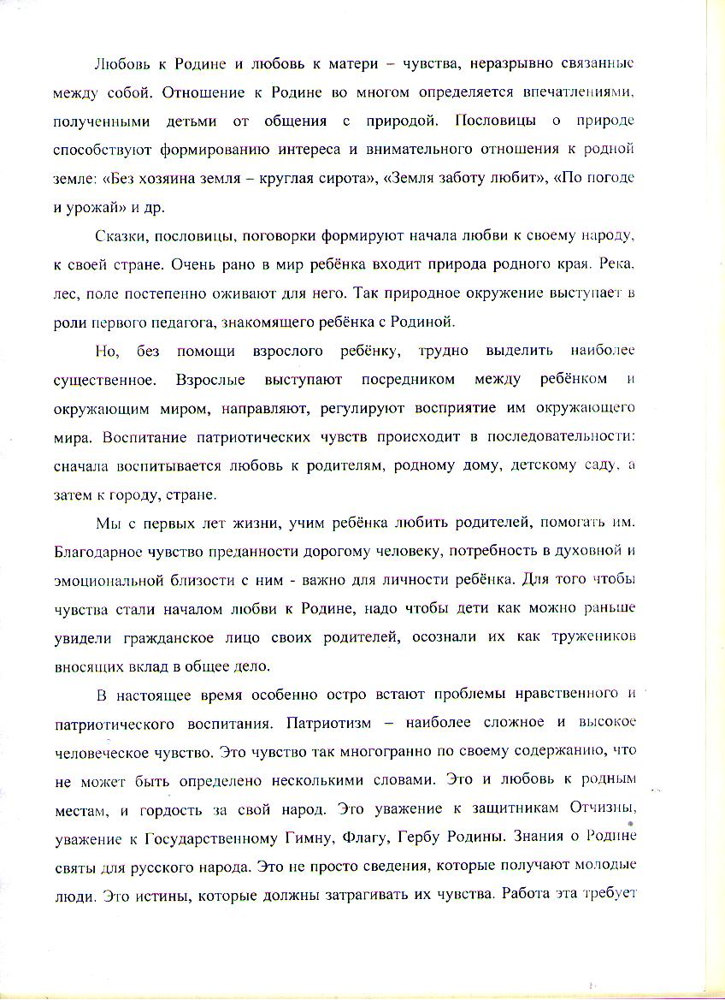 Любовь к Родине и любовь к матери – чувства, неразрывно связанные
между собой. Отношение к Родине во многом определяется впечатлениями,
полученными детьми от общения с природой. Пословицы о природе
способствуют формированию интереса и внимательного отношения к родной
земле: «Без хозяина земля – круглая сирота», «Земля заботу любит», «По погоде
и урожай» и др.
Сказки, пословицы, поговорки формируют начала любви к своему народу,
к своей стране. Очень рано в мир ребёнка входит природа родного края. Река,
лес, поле постепенно оживают для него. Так природное окружение выступает в
роли первого педагога, знакомящего ребёнка с Родиной.
Но, без помощи взрослого ребёнку, трудно выделить наиболее
существенное. Взрослые выступают посредником между ребёнком и
окружающим миром, направляют, регулируют восприятие им окружающего
мира. Воспитание патриотических чувств происходит в последовательности:
сначала воспитывается любовь к родителям, родному дому, детскому саду, а
затем к городу, стране.
Мы с первых лет жизни, учим ребёнка любить родителей, помогать им.
Благодарное чувство преданности дорогому человеку, потребность в духовной и
эмоциональной близости с ним - важно для личности ребёнка. Для того чтобы
чувства стали началом любви к Родине, надо чтобы дети как можно раньше
увидели гражданское лицо своих родителей, осознали их как тружеников
вносящих вклад в общее дело.
В настоящее время особенно остро встают проблемы нравственного и
патриотического воспитания. Патриотизм – наиболее сложное и высокое
человеческое чувство. Это чувство так многогранно по своему содержанию, что
не может быть определено несколькими словами. Это и любовь к родным
местам, и гордость за свой народ. Это уважение к защитникам Отчизны,
уважение к Государственному Гимну, Флагу, Гербу Родины. Знания о Родине
святы для русского народа. Это не просто сведения, которые получают молодые
люди. Это истины, которые должны затрагивать их чувства. Работа эта требует